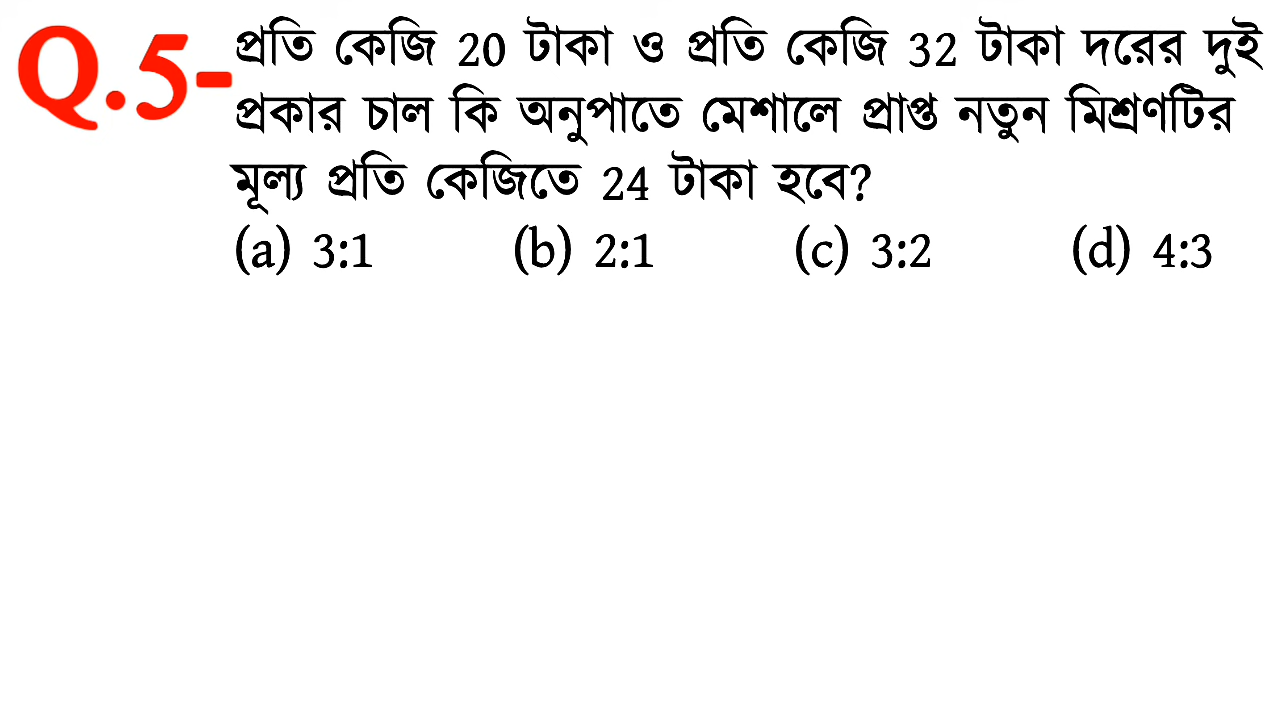 Q.5- প্রতি কেজি 20 টাকা ও প্রতি কেজি 32 টাকা দরের দুই
প্রকার চাল কি অনুপাতে মেশালে প্রাপ্ত নতুন মিশ্রণটির
মূল্য প্রতি কেজিতে 24 টাকা হবে?
(a) 3:1 (b) 2:1 (c) 3:2 (d) 4:3